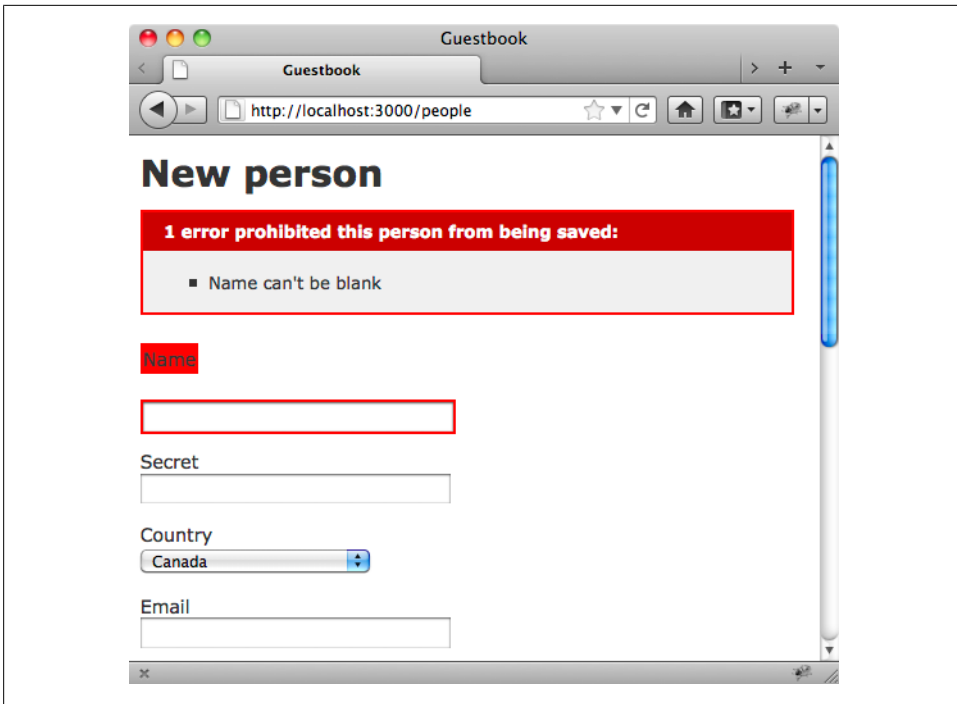 Guestbook
Guestbook
http://localhost:3000/people
New person
1 error prohibited this person from being saved:
Name can't be blank
Name
Secret
Country
Canada
Email